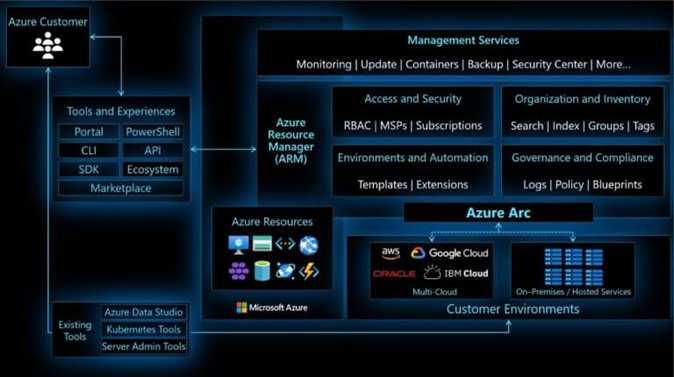 Azure Customer
Management Services
Monitoring | Update | Containers | Backup | Security Center | More...
Tools and Experiences
Portal
PowerShell
CLI
API
SDK
Ecosystem
Marketplace
Azure
Resource
Manager
(ARM)
Access and Security
RBAC | MSPs | Subscriptions
Organization and Inventory
Search | Index | Groups | Tags
Environments and Automation
Templates | Extensions
Governance and Compliance
Logs | Policy | Blueprints
Azure Arc
Azure Resources
Microsoft Azure
aws
Google Cloud
ORACLE
IBM Cloud
Multi-Cloud
On-Premises / Hosted Services
Customer Environments
Existing
Tools
Azure Data Studio
Kubernetes Tools
Server Admin Tools